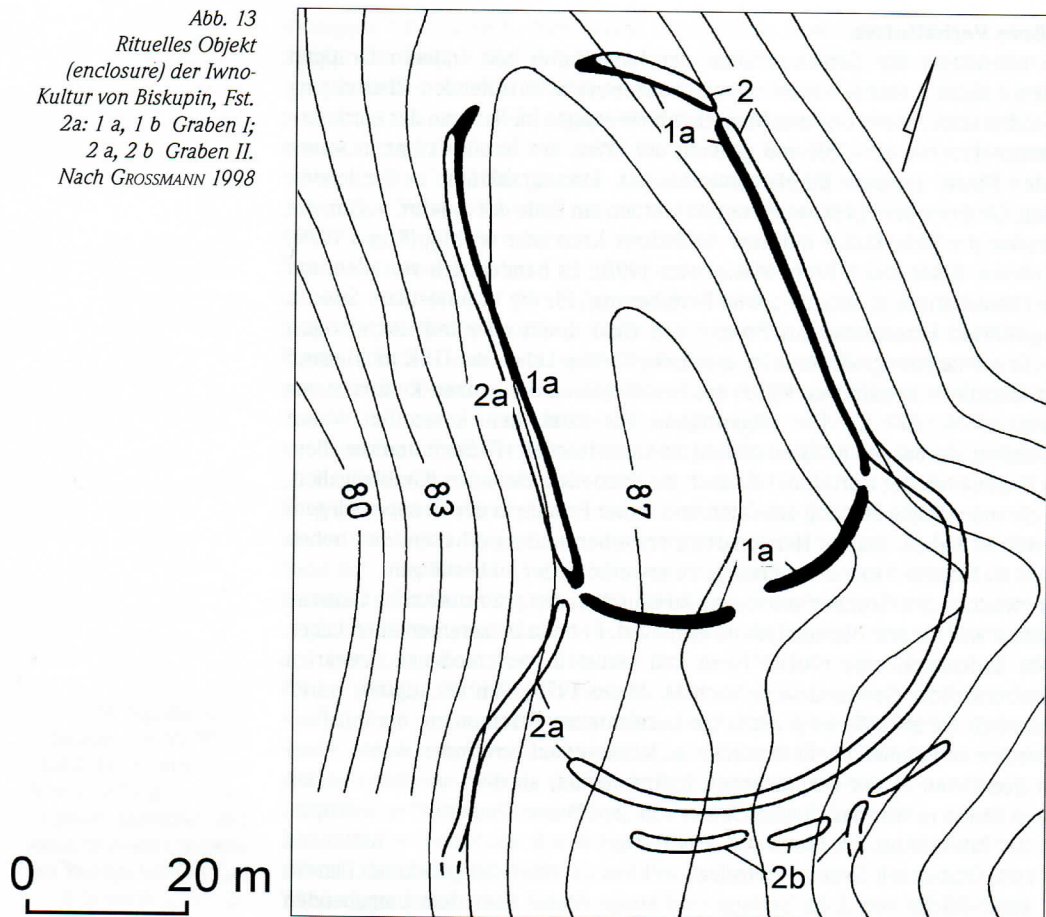 Abb. 13
Rituelles Objekt
(enclosure) der Iwno-
Kultur von Biskupin, Fst.
2a: 1 a, 1 b Graben I;
2 a, 2 b Graben II.
Nach GROSSMANN 1998
2
1a
1a
2a
80
83
87
1a
2a
2b
0 20 m